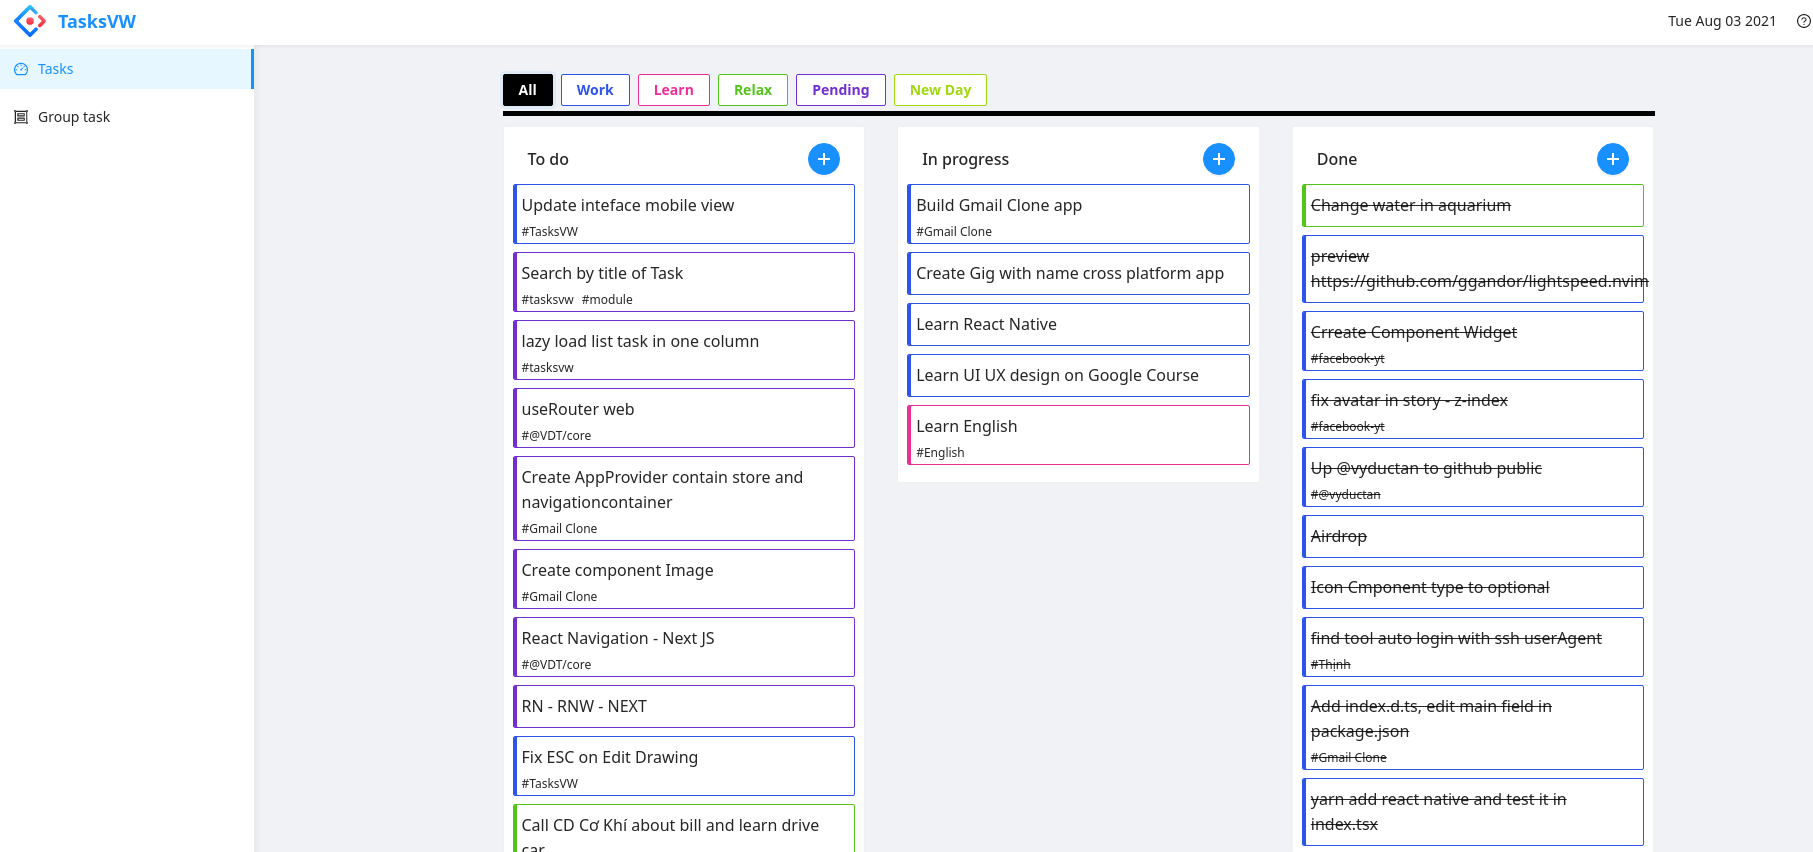 TasksVW
Tue Aug 03 2021
Tasks
Group task
All
Work
Learn
Relax
Pending
New Day
To do
Update inteface mobile view
#TasksVW
Search by title of Task
#tasksvw #module
lazy load list task in one column
#tasksvw
useRouter web
#@VDT/core
Create AppProvider contain store and
navigationcontainer
#Gmail Clone
Create component Image
#Gmail Clone
React Navigation - Next JS
#@VDT/core
RN - RNW - NEXT
Fix ESC on Edit Drawing
#TasksVW
Call CD Cơ Khí about bill and learn drive
car
In progress
Build Gmail Clone app
#Gmail Clone
Create Gig with name cross platform app
Learn React Native
Learn UI UX design on Google Course
Learn English
#English
Done
Change water in aquarium
preview
https://github.com/ggandor/lightspeed.nvim
Crreate Component Widget
#facebook-yt
fix avatar in story - z-index
#facebook-yt
Up @vyductan to github public
#@vyductan
Airdrop
Icon Cmponent type to optional
find tool auto login with ssh userAgent
#Thịnh
Add index.d.ts, edit main field in
package.json
#Gmail Clone
yarn add react native and test it in
index.tsx